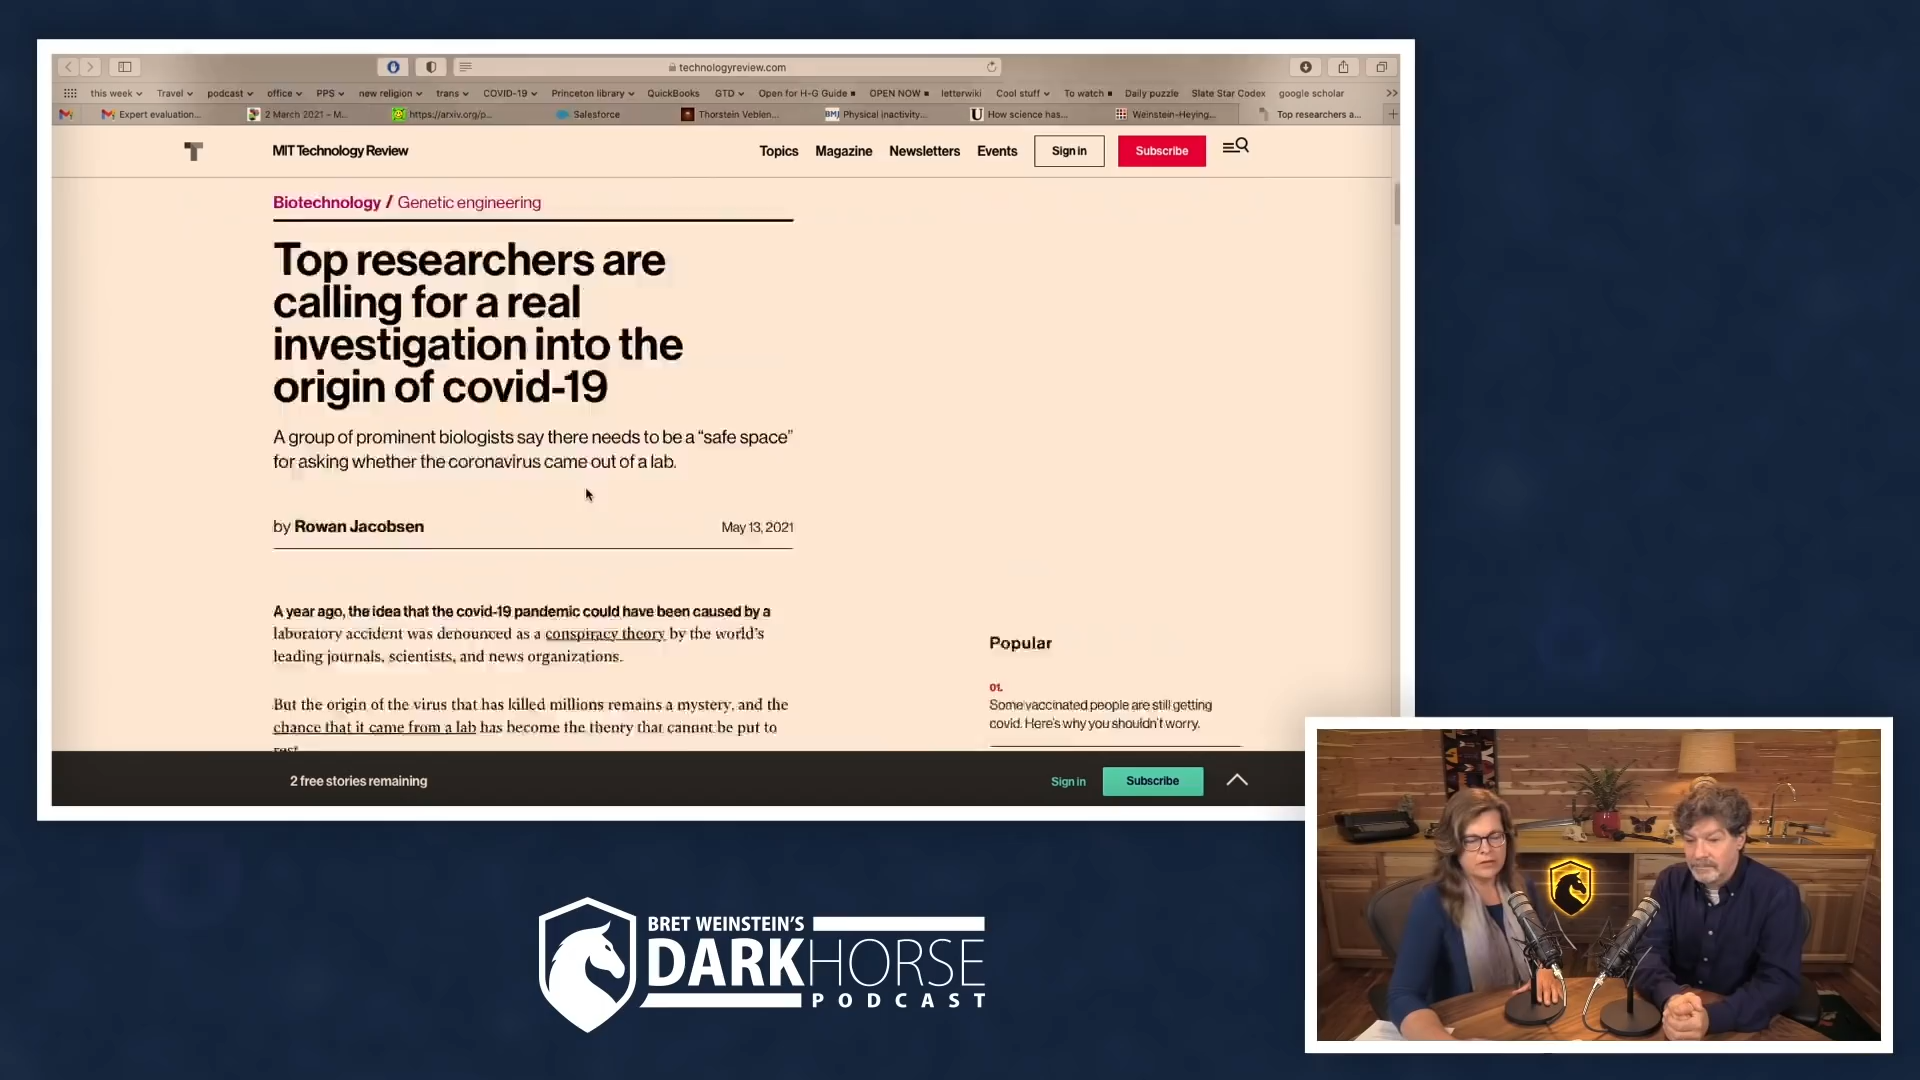 technologyreview.com
this week Travel podcast office PPS new religion trans COVID-19 Princeton library QuickBooks GTD Open for H-G Guide OPEN NOW letterwiki Cool stuff To watch Daily puzzle Slate Star Codex google scholar
Expert evaluation... 2 March 2021 – M... https://arxiv.org/p... Salesforce Thorstein Veblen... BMJ Physical inactivity... How science has... Weinstein-Heying... Top researchers a...
MIT Technology Review Topics Magazine Newsletters Events Sign in Subscribe
Biotechnology / Genetic engineering
Top researchers are
calling for a real
investigation into the
origin of covid-19
A group of prominent biologists say there needs to be a “safe space”
for asking whether the coronavirus came out of a lab.
by Rowan Jacobsen May 13, 2021
A year ago, the idea that the covid-19 pandemic could have been caused by a
laboratory accident was denounced as a conspiracy theory by the world’s
leading journals, scientists, and news organizations.
But the origin of the virus that has killed millions remains a mystery, and the
chance that it came from a lab has become the theory that cannot be put to
rest
Popular
01.
Some vaccinated people are still getting
covid. Here’s why you shouldn’t worry.
2 free stories remaining Sign in Subscribe
BRET WEINSTEIN'S
DARKHORSE
PODCAST